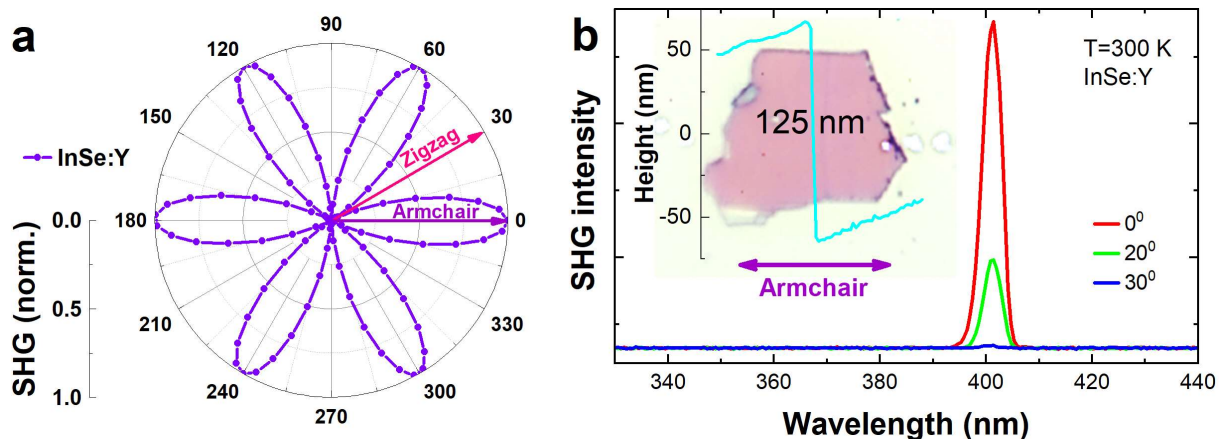 a
90
120
60
150
30
InSe:Y
Zigzag
Armchair
0.0
180
0
0.5
210
330
1.0
240
300
270
SHG (norm.)
b
SHG intensity
Height (nm)
50
0
-50
125 nm
Armchair
T=300 K
InSe:Y
0⁰
20⁰
30⁰
340
360
380
400
420
440
Wavelength (nm)